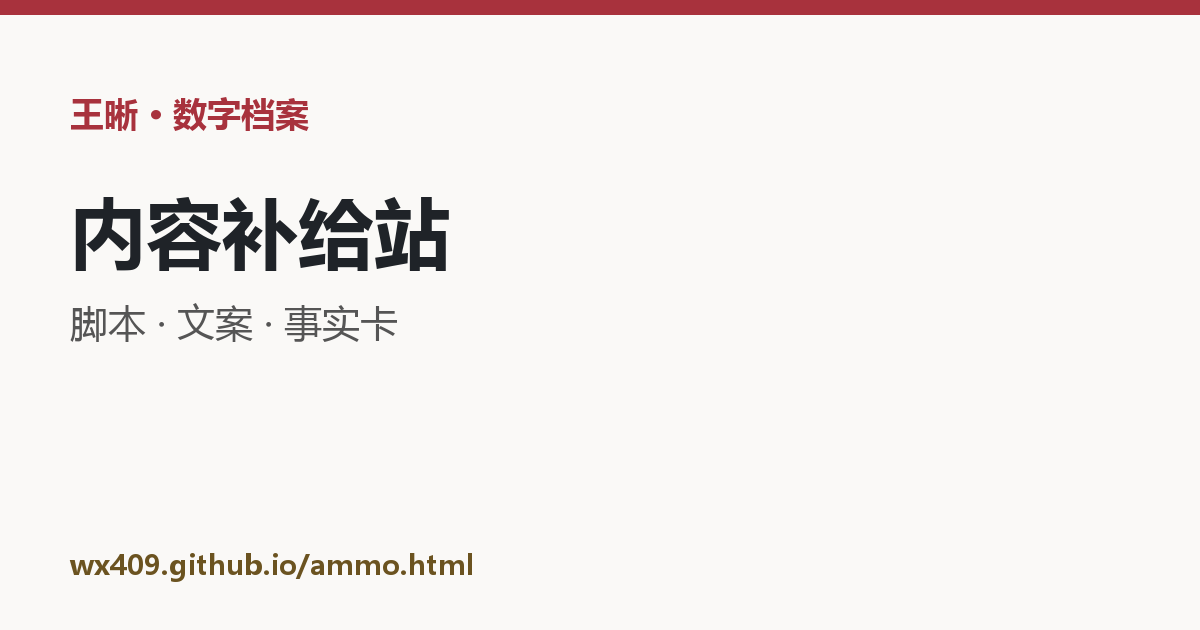 王晰 · 数字档案
内容补给站
脚本 · 文案 · 事实卡
wx409.github.io/ammo.html